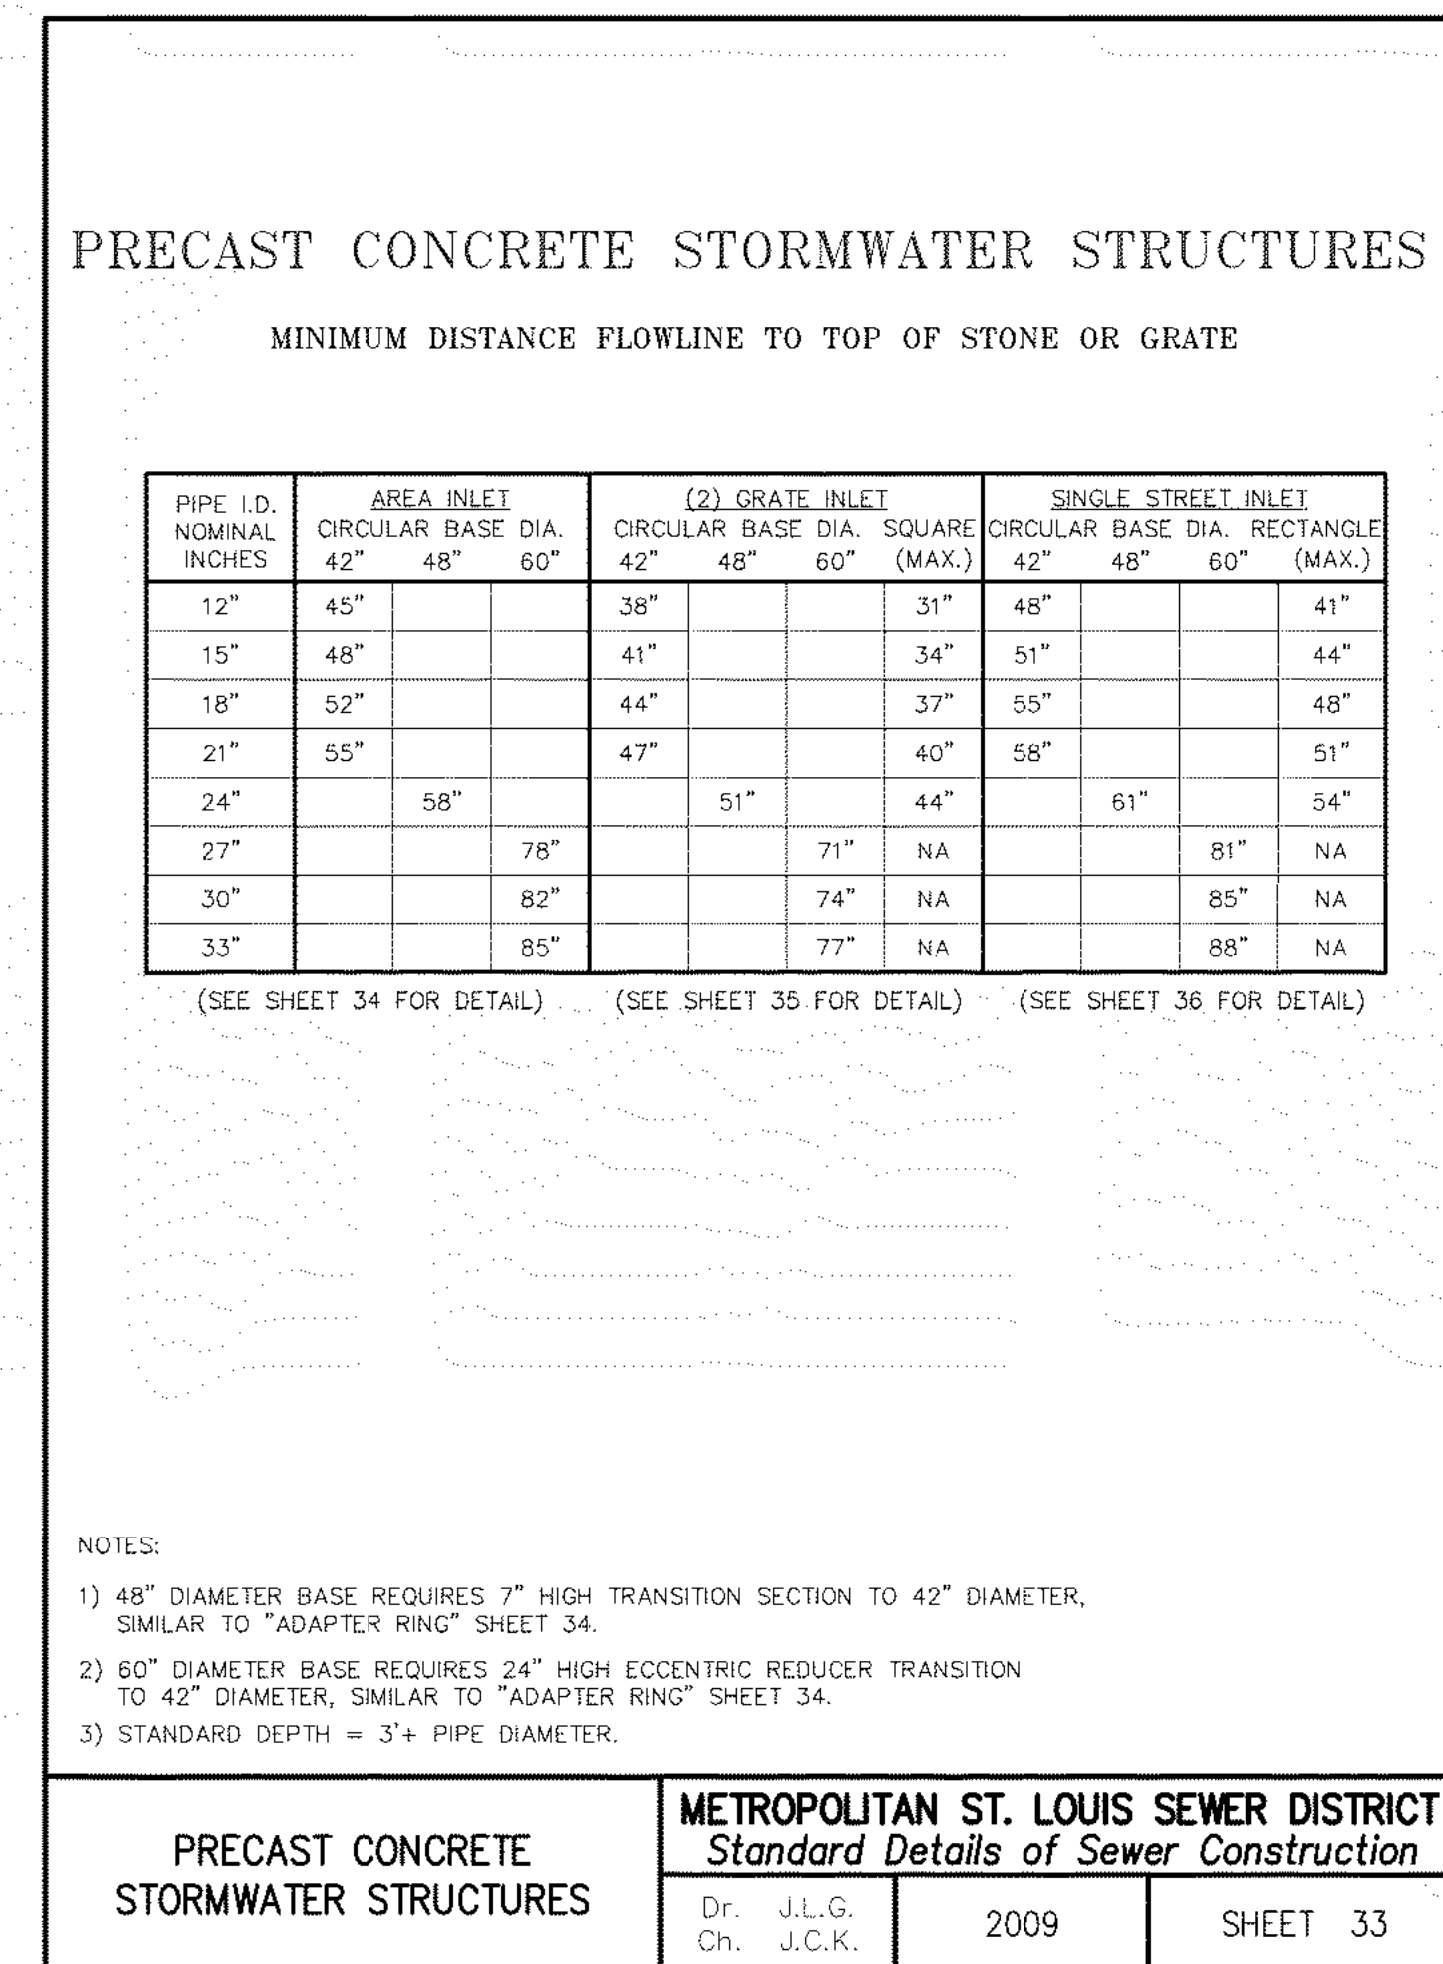 PRECAST CONCRETE STORMWATER STRUCTURES
MINIMUM DISTANCE FLOWLINE TO TOP OF STONE OR GRATE
PIPE I.D. NOMINAL INCHES AREA INLET (2) GRATE INLET SINGLE STREET INLET
CIRCULAR BASE DIA. CIRCULAR BASE DIA. SQUARE CIRCULAR BASE DIA. RECTANGLE
42" 48" 60" 42" 48" 60" (MAX.) 42" 48" 60" (MAX.)
12" 45" 38" 31" 48" 41"
15" 48" 41" 34" 51" 44"
18" 52" 44" 37" 55" 48"
21" 55" 47" 40" 58" 51"
24" 58" 51" 44" 61" 54"
27" 78" 71" NA 81" NA
30" 82" 74" NA 85" NA
33" 85" 77" NA 88" NA
(SEE SHEET 34 FOR DETAIL) (SEE SHEET 35 FOR DETAIL) (SEE SHEET 36 FOR DETAIL)
NOTES:
1) 48" DIAMETER BASE REQUIRES 7" HIGH TRANSITION SECTION TO 42" DIAMETER,
SIMILAR TO "ADAPTER RING" SHEET 34.
2) 60" DIAMETER BASE REQUIRES 24" HIGH ECCENTRIC REDUCER TRANSITION
TO 42" DIAMETER, SIMILAR TO "ADAPTER RING" SHEET 34.
3) STANDARD DEPTH = 3'+ PIPE DIAMETER.
PRECAST CONCRETE
STORMWATER STRUCTURES
METROPOLITAN ST. LOUIS SEWER DISTRICT
Standard Details of Sewer Construction
Dr. J.L.G.
Ch. J.C.K.
2009
SHEET 33